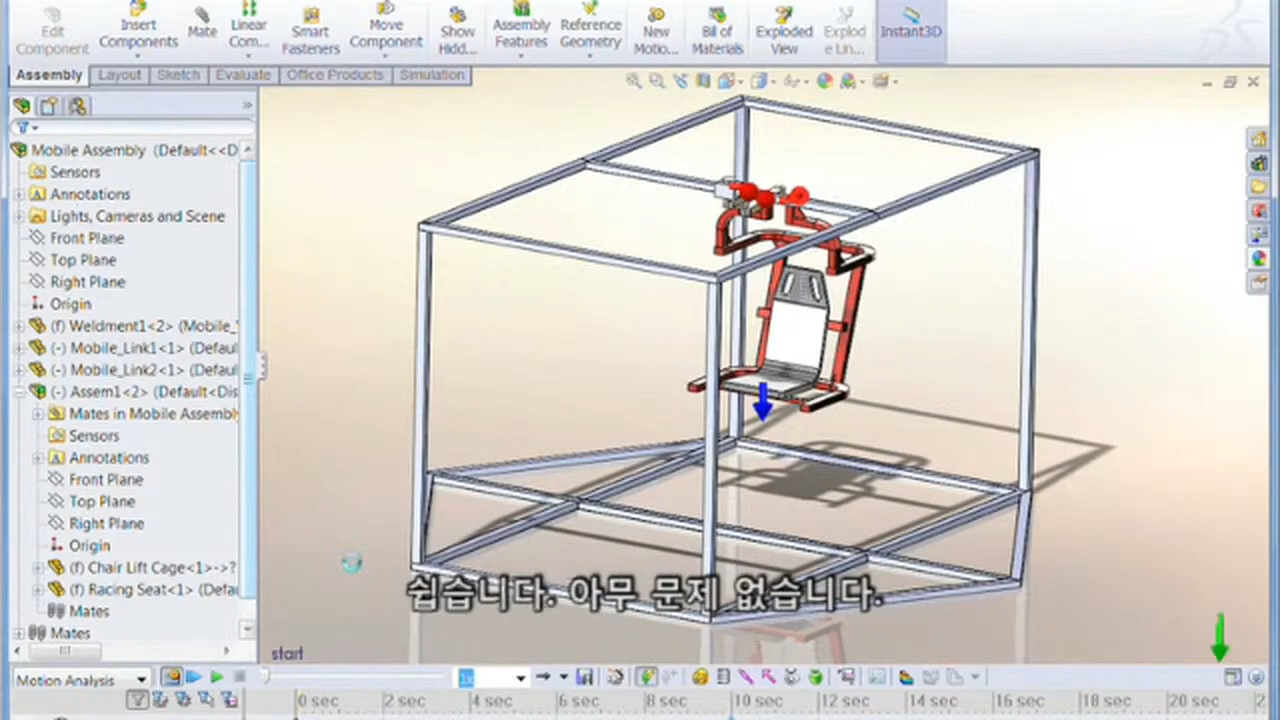 Edit Component
Insert Components
Mate
Linear Com...
Smart Fasteners
Move Component
Show Hidd...
Assembly Features
Reference Geometry
New Motio...
Bill of Materials
Exploded View
Explod e Lin...
Instant3D
Assembly
Layout
Sketch
Evaluate
Office Products
Simulation
Mobile Assembly (Default<<D
Sensors
Annotations
Lights, Cameras and Scene
Front Plane
Top Plane
Right Plane
Origin
(f) Weldment1<2> (Mobile_
(-) Mobile_Link1<1> (Defau
(-) Mobile_Link2<1> (Defau
(-) Assem1<2> (Default<Dis
Mates in Mobile Assembly
Sensors
Annotations
Front Plane
Top Plane
Right Plane
Origin
(f) Chair Lift Cage<1>->?
(f) Racing Seat<1> (Defau
Mates
Mates
쉽습니다. 아무 문제 없습니다.
start
Motion Analysis
1x
0 sec
2 sec
4 sec
6 sec
8 sec
10 sec
12 sec
14 sec
16 sec
18 sec
20 sec
2